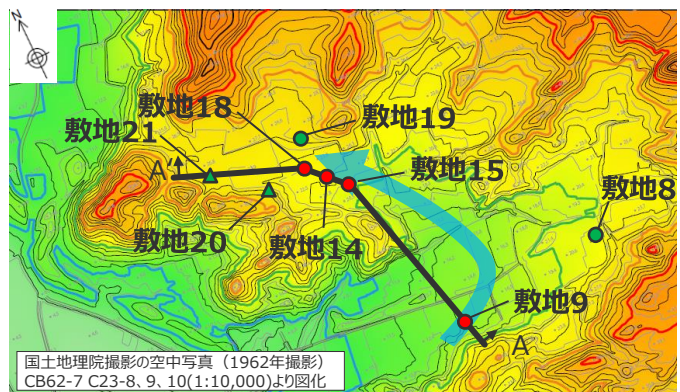 N
敷地18
敷地19
敷地21
A'
敷地15
敷地8
敷地20
敷地14
敷地9
A
国土地理院撮影の空中写真（1962年撮影）
CB62-7 C23-8、9、10(1:10,000)より図化